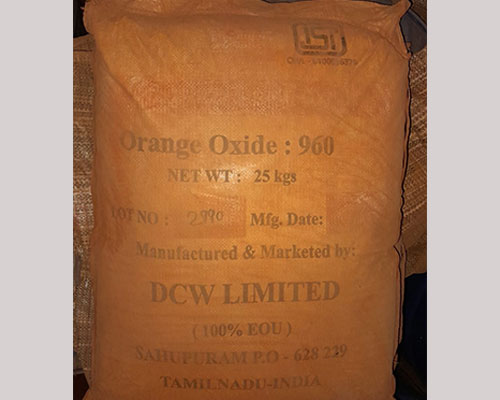 ISI
Orange Oxide : 960
NET WT : 25 kgs
LOT NO : 2990 Mfg. Date:
Manufactured & Marketed by:
DCW LIMITED
( 100% EOU )
SAHUPURAM P.O - 628 229
TAMILNADU-INDIA